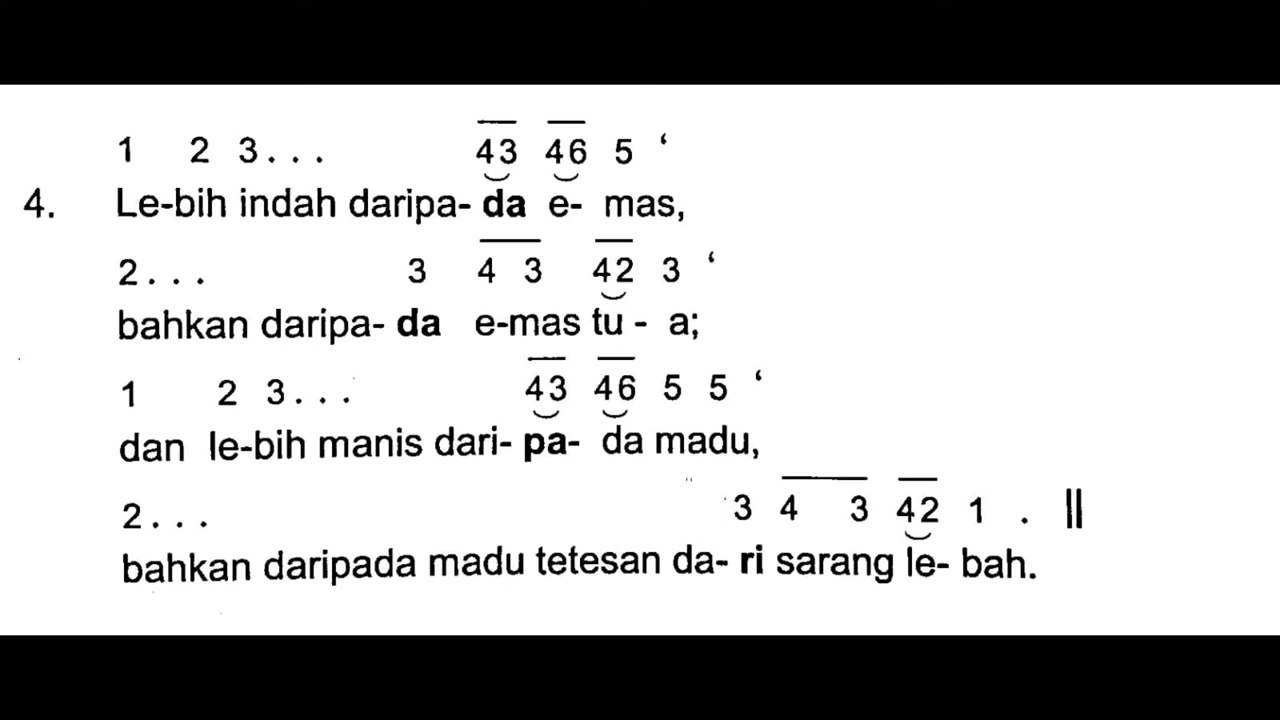 1 2 3... 43 46 5 ‘
4. Le-bih indah daripa- da e- mas,
2... 3 4 3 42 3 ‘
bahkan daripa- da e-mas tu - a;
1 2 3... 43 46 5 5 ‘
dan le-bih manis dari- pa- da madu,
2... 3 4 3 42 1 . ||
bahkan daripada madu tetesan da- ri sarang le- bah.